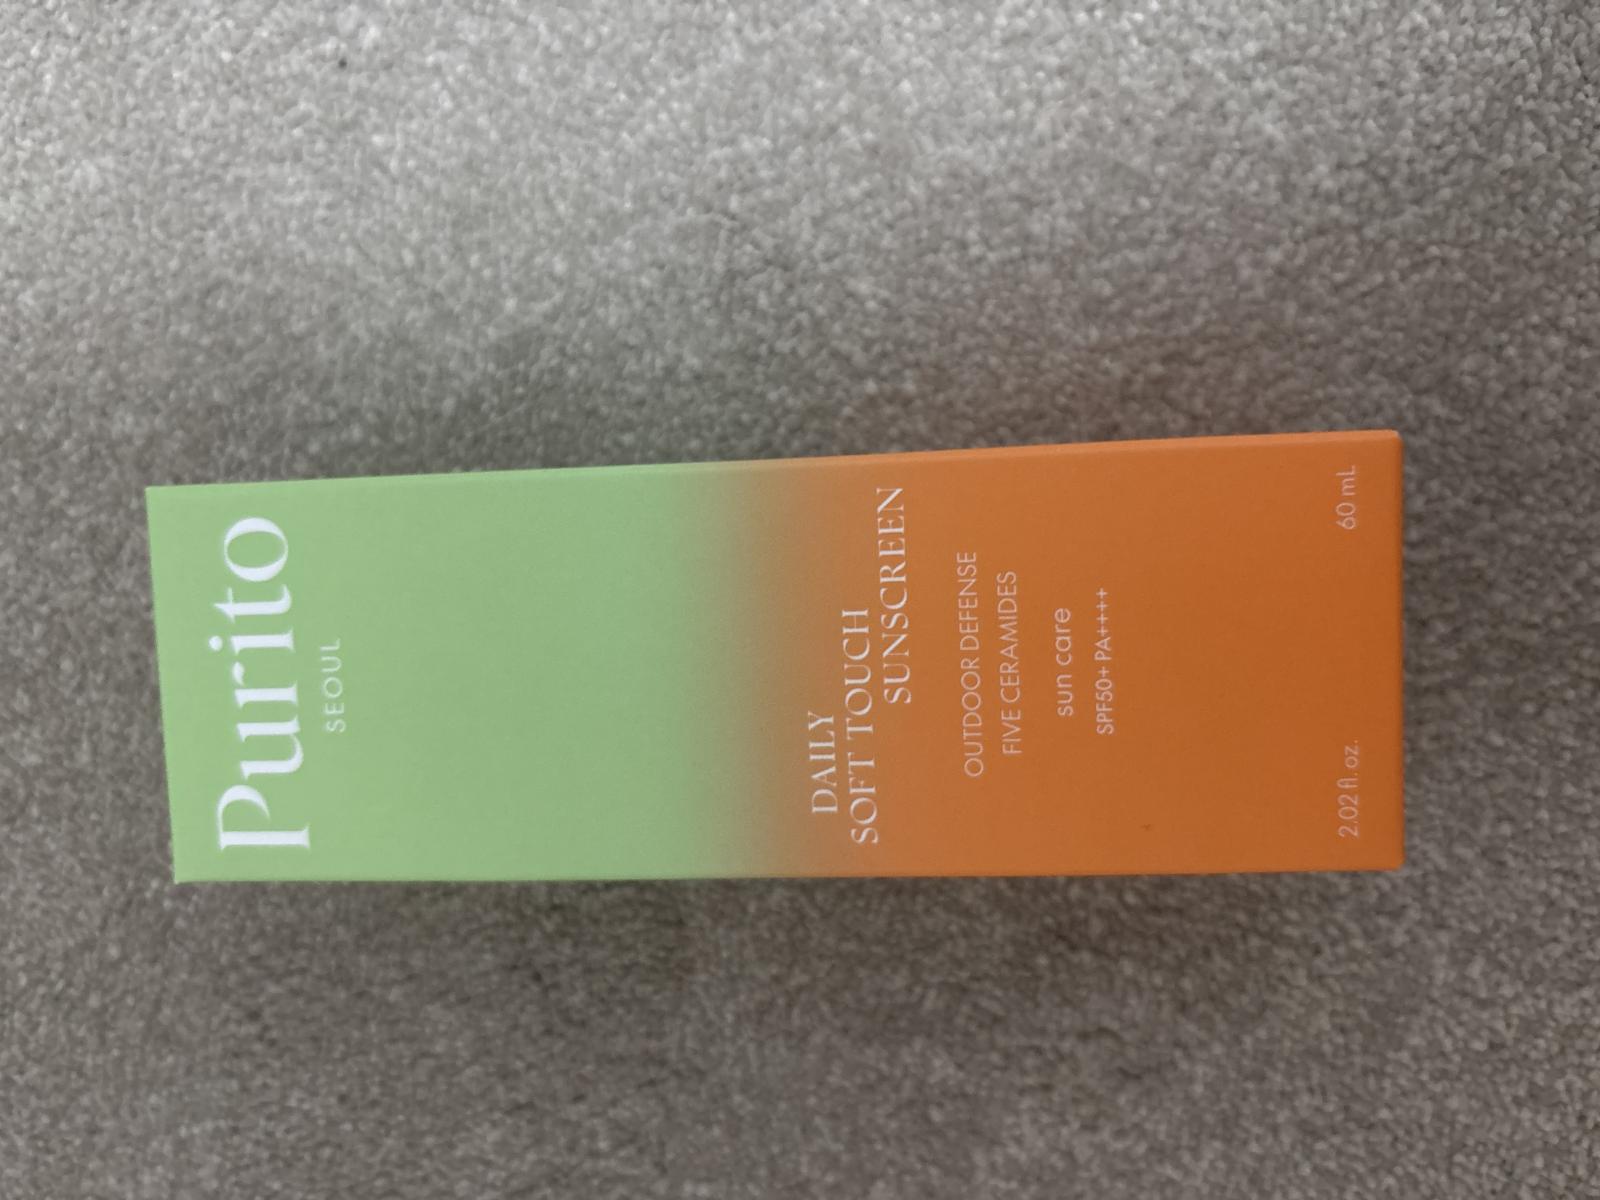 Purito
SEOUL
DAILY
SOFT TOUCH
SUNSCREEN
OUTDOOR DEFENSE
FIVE CERAMIDES
sun care
SPF50+ PA++++
2.02 fl. oz. 60 mL